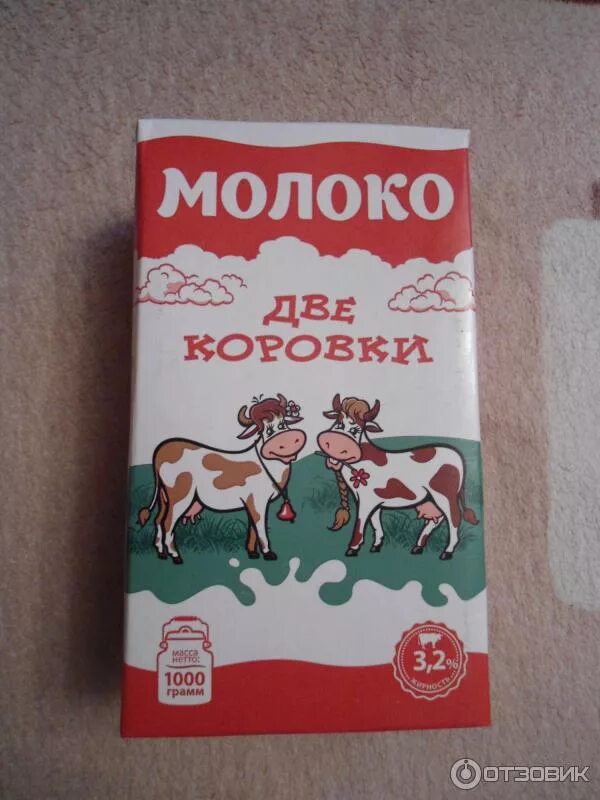 МОЛОКО
ДВЕ
КОРОВКИ
масса
нетто:
1000
грамм
3,2%
жирность
ОТЗОВИК